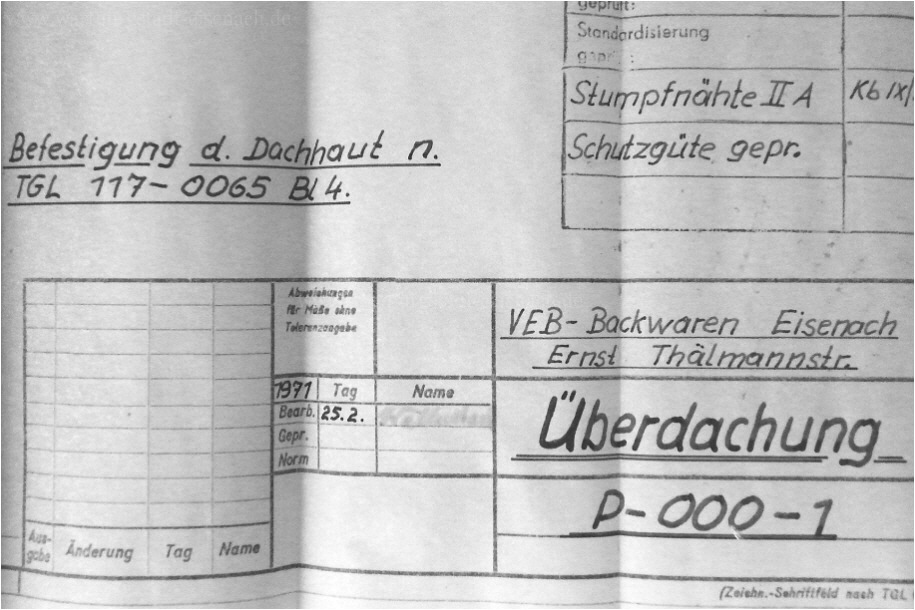 geprüft:
Standardisierung
gepr. :
Stumpfnähte II A
Kb IX/
Schutzgüte gepr.
Befestigung d. Dachhaut n.
TGL 117-0065 Bl 4.
Abweichungen
für Maße ohne
Toleranzangabe
VEB-Backwaren Eisenach
Ernst Thälmannstr.
1971 Tag Name
Bearb. 25.2.
Gepr.
Norm
Überdachung
P-000-1
Aus-
gabe Änderung Tag Name
(Zeichn.-Schriftfeld nach TGL